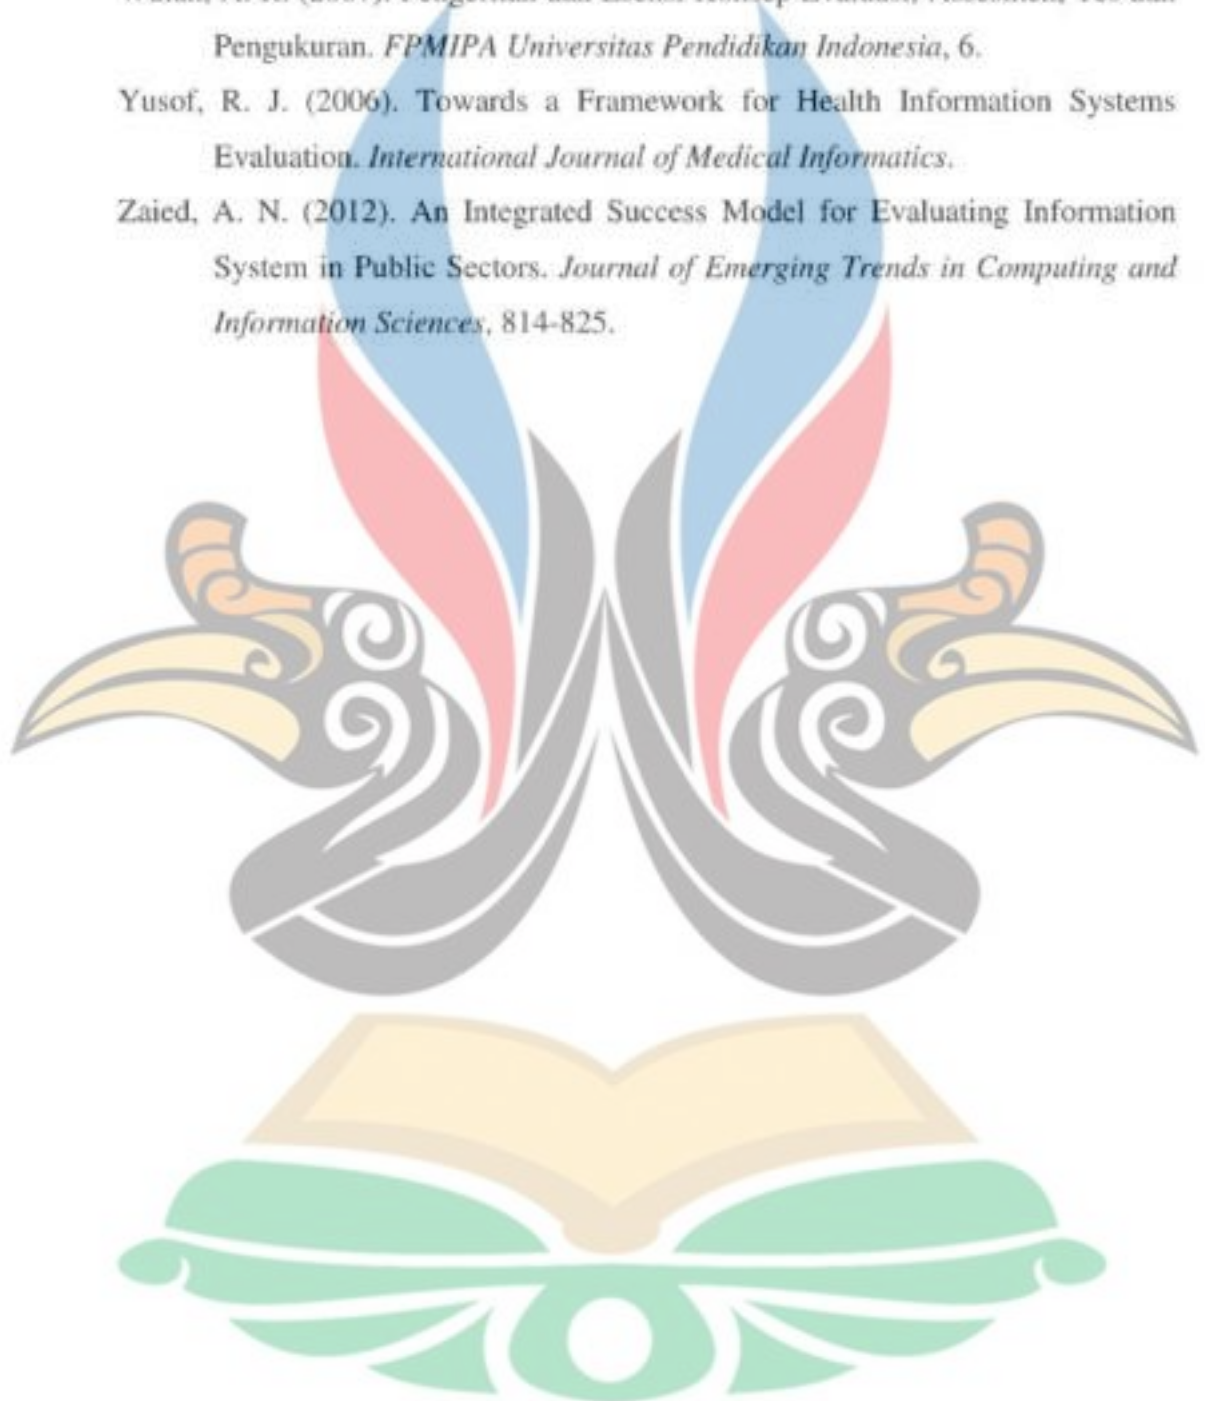 Pengukuran. FPMIPA Universitas Pendidikan Indonesia, 6.
Yusof, R. J. (2006). Towards a Framework for Health Information Systems
Evaluation. International Journal of Medical Informatics.
Zaied, A. N. (2012). An Integrated Success Model for Evaluating Information
System in Public Sectors. Journal of Emerging Trends in Computing and
Information Sciences, 814-825.